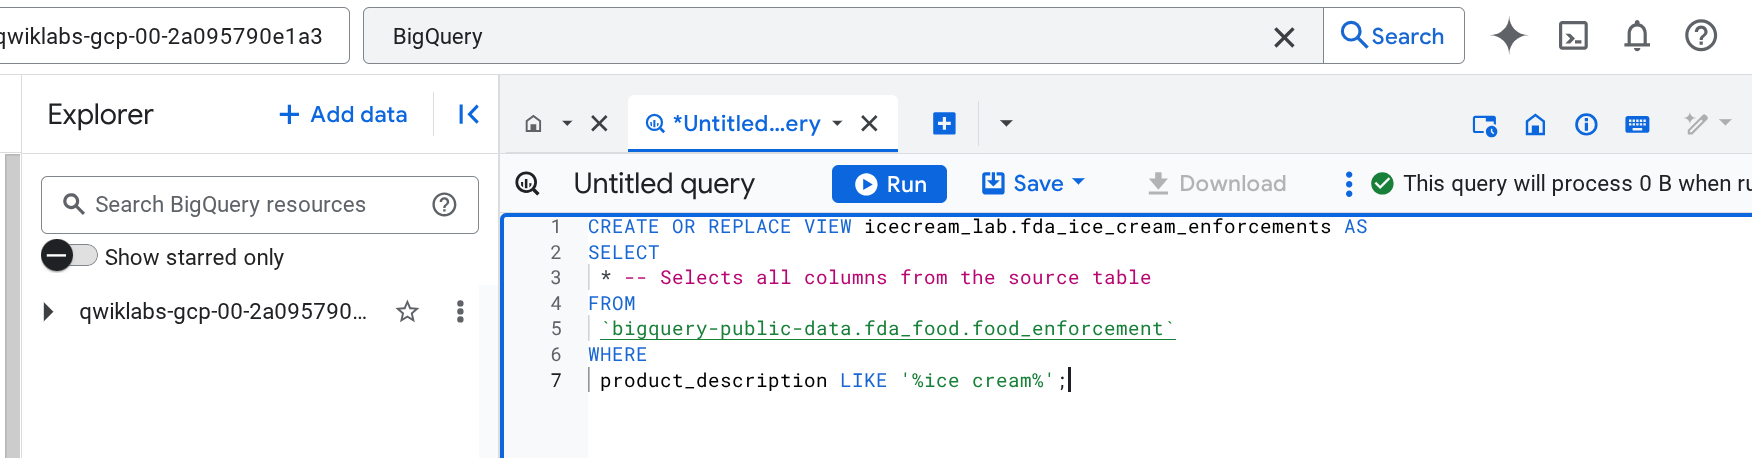 qwiklabs-gcp-00-2a095790e1a3
BigQuery
Search
Explorer
+ Add data
*Untitled...ery
Untitled query
Run
Save
Download
This query will process 0 B when ru
Search BigQuery resources
Show starred only
qwiklabs-gcp-00-2a095790...
1 CREATE OR REPLACE VIEW icecream_lab.fda_ice_cream_enforcements AS
2 SELECT
3 * -- Selects all columns from the source table
4 FROM
5 `bigquery-public-data.fda_food.food_enforcement`
6 WHERE
7 product_description LIKE '%ice cream%';